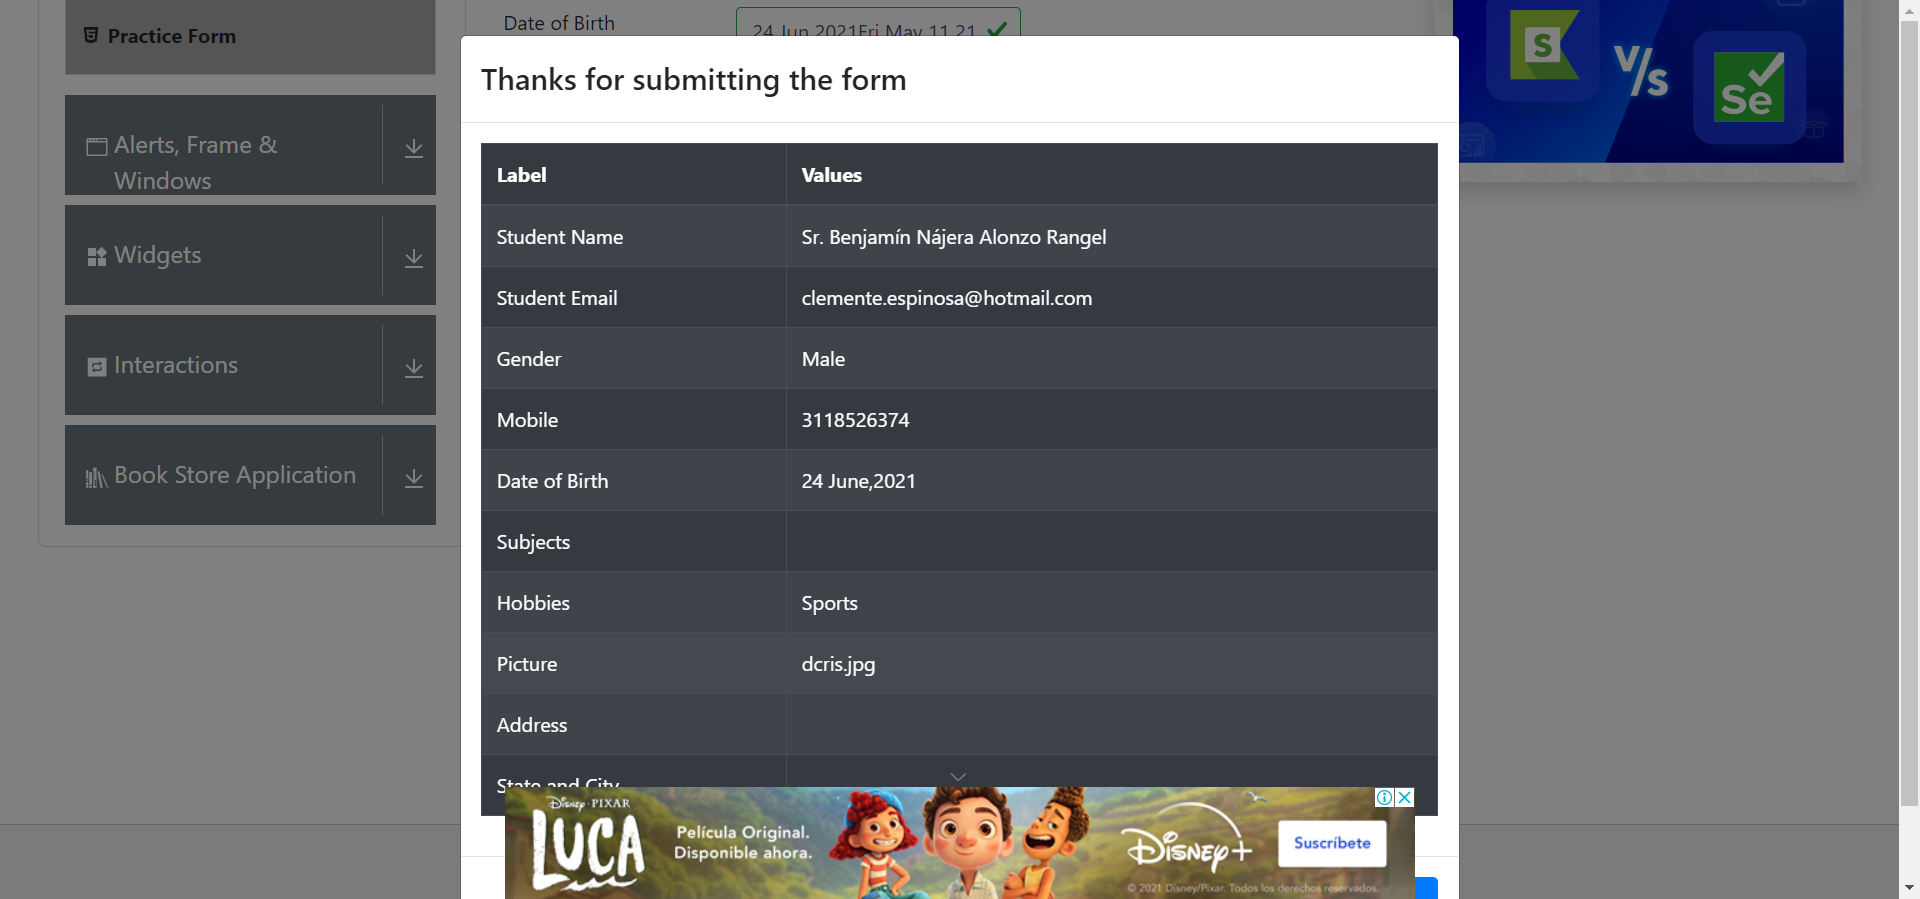 Practice Form
Date of Birth
24 Jun 2021Fri May 11 21
Thanks for submitting the form
S
V/s
Se
Alerts, Frame &
Windows
Widgets
Interactions
Book Store Application
Label Values
Student Name Sr. Benjamín Nájera Alonzo Rangel
Student Email clemente.espinosa@hotmail.com
Gender Male
Mobile 3118526374
Date of Birth 24 June,2021
Subjects
Hobbies Sports
Picture dcris.jpg
Address
State and City
Disney · PIXAR
LUCA
Película Original.
Disponible ahora.
Disney+
Suscríbete
© 2021 Disney/Pixar. Todos los derechos reservados.